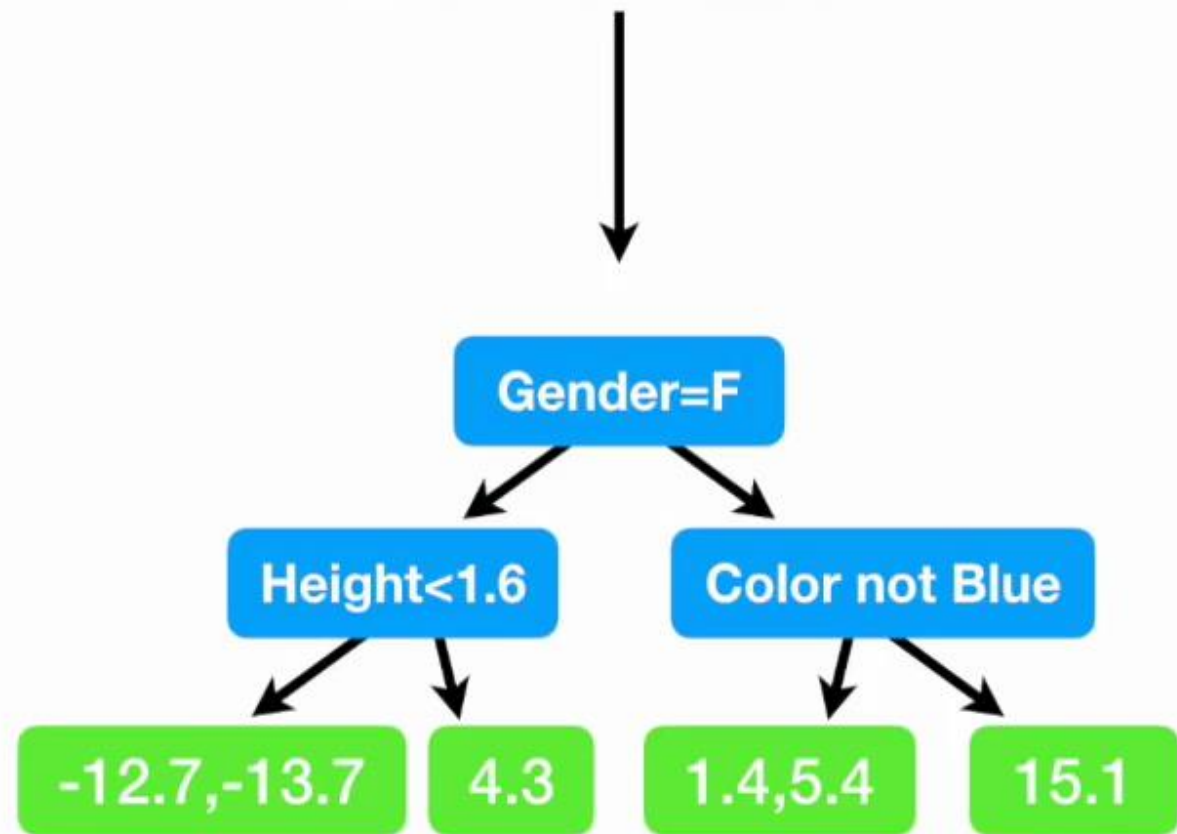 Gender=F
Height<1.6
Color not Blue
-12.7,-13.7
4.3
1.4,5.4
15.1